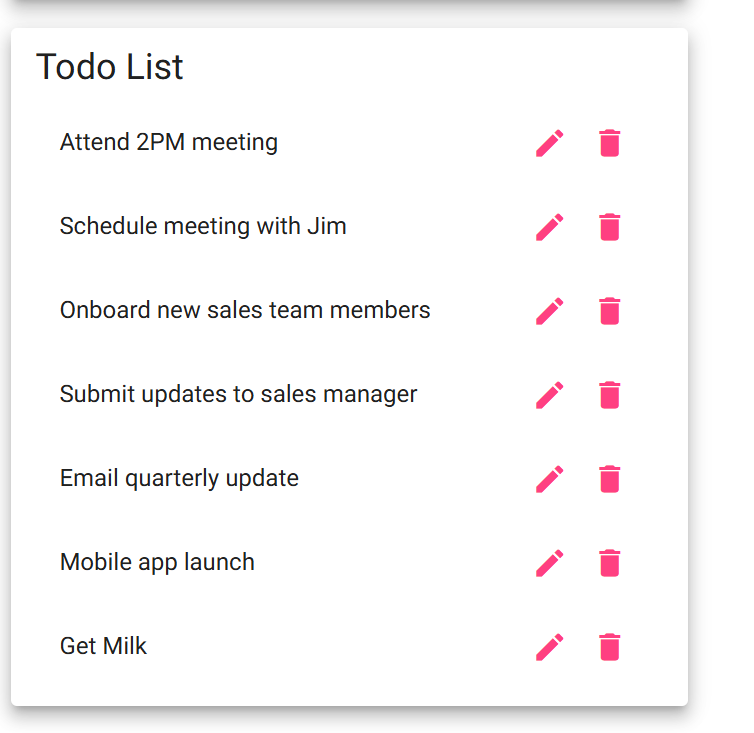 Todo List
Attend 2PM meeting
Schedule meeting with Jim
Onboard new sales team members
Submit updates to sales manager
Email quarterly update
Mobile app launch
Get Milk